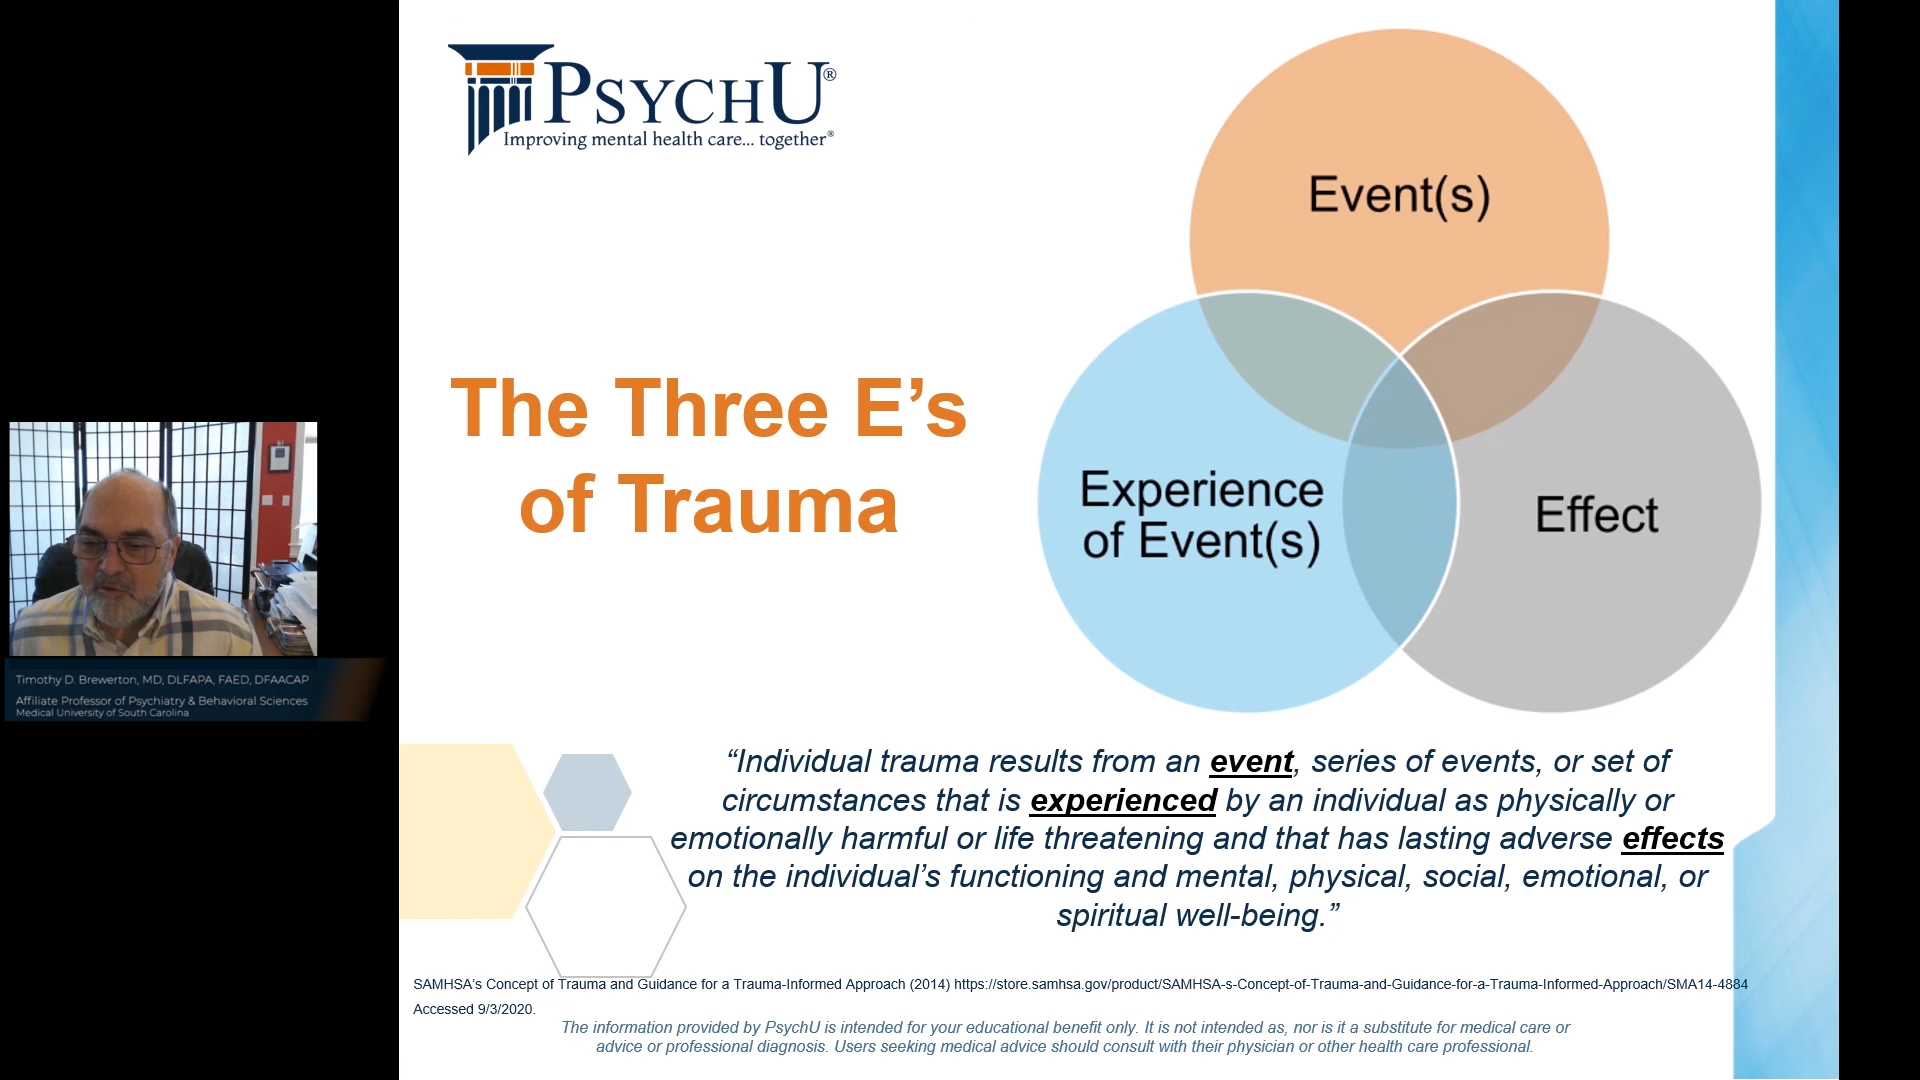 PSYCHU®
Improving mental health care... together®
Event(s)
The Three E’s
of Trauma
Experience
of Event(s)
Effect
Timothy D. Brewerton, MD, DLFAPA, FAED, DFAACAP
Affiliate Professor of Psychiatry & Behavioral Sciences
Medical University of South Carolina
“Individual trauma results from an event, series of events, or set of
circumstances that is experienced by an individual as physically or
emotionally harmful or life threatening and that has lasting adverse effects
on the individual’s functioning and mental, physical, social, emotional, or
spiritual well-being.”
SAMHSA’s Concept of Trauma and Guidance for a Trauma-Informed Approach (2014) https://store.samhsa.gov/product/SAMHSA-s-Concept-of-Trauma-and-Guidance-for-a-Trauma-Informed-Approach/SMA14-4884
Accessed 9/3/2020.
The information provided by PsychU is intended for your educational benefit only. It is not intended as, nor is it a substitute for medical care or
advice or professional diagnosis. Users seeking medical advice should consult with their physician or other health care professional.